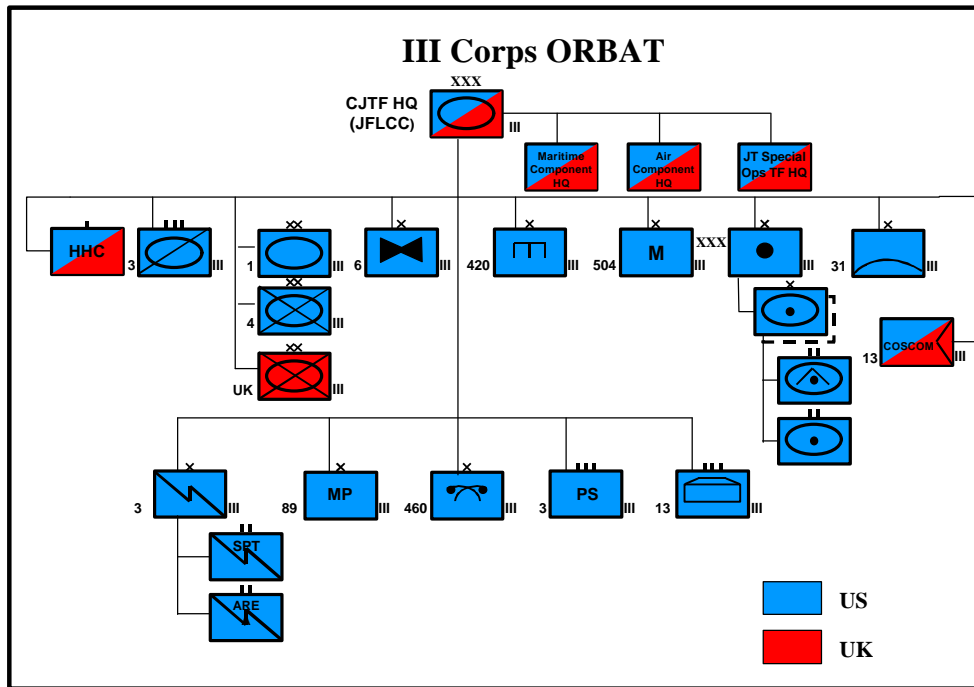 III Corps ORBAT
XXX
CJTF HQ
(JFLCC)
III
Maritime
Component
HQ
Air
Component
HQ
JT Special
Ops TF HQ
HHC
3
III
1
III
4
III
UK
III
6
III
420
III
504
M
III
XXX
III
31
III
13
COSCOM
III
3
III
89
MP
III
460
III
3
PS
III
13
III
SPT
ARE
US
UK